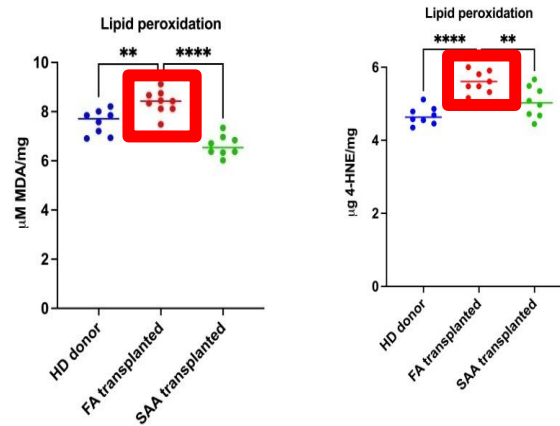 Lipid peroxidation
** ****
10
8
6
4
2
0
μM MDA/mg
HD donor
FA transplanted
SAA transplanted
Lipid peroxidation
**** **
6
4
2
0
μg 4-HNE/mg
HD donor
FA transplanted
SAA transplanted